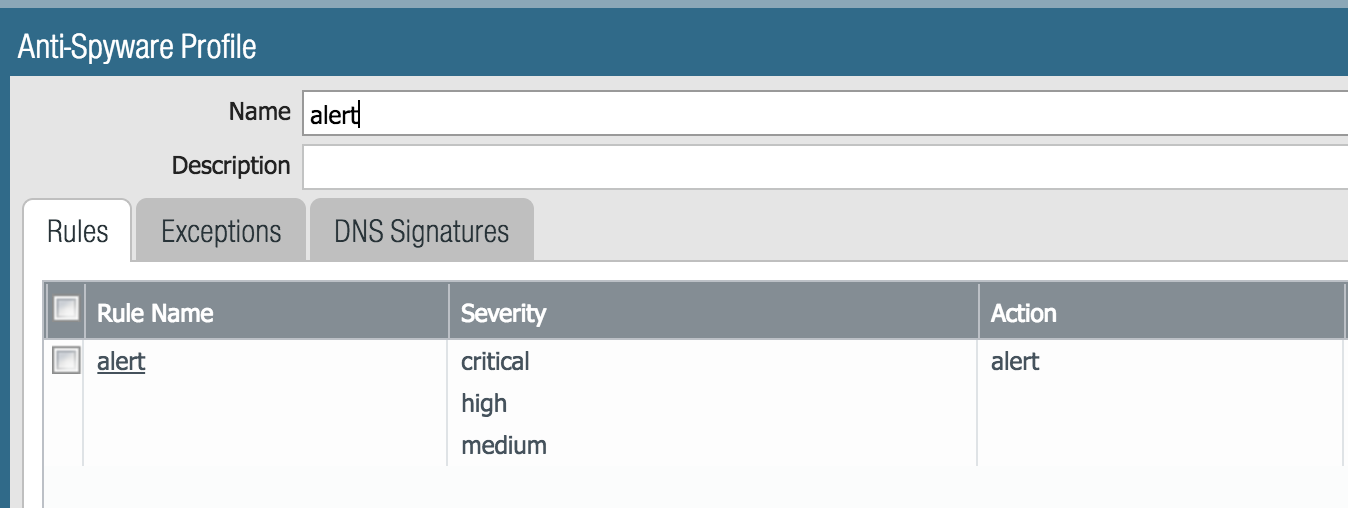 Anti-Spyware Profile
Name alert
Description
Rules Exceptions DNS Signatures
Rule Name Severity Action
alert critical alert
high
medium